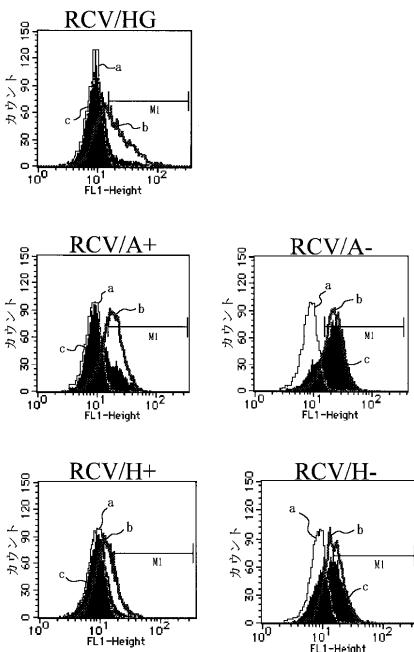 RCV/HG
カウント
150
120
90
60
30
0
a
b
c
M1
10⁰ 10¹ 10²
FL1-Height
RCV/A+
カウント
150
120
90
60
30
0
a
b
c
M1
10⁰ 10¹ 10²
FL1-Height
RCV/A-
カウント
150
120
90
60
30
0
a
b
c
M1
10⁰ 10¹ 10²
FL1-Height
RCV/H+
カウント
150
120
90
60
30
0
a
b
c
M1
10⁰ 10¹ 10²
FL1-Height
RCV/H-
カウント
150
120
90
60
30
0
a
b
c
M1
10⁰ 10¹ 10²
FL1-Height